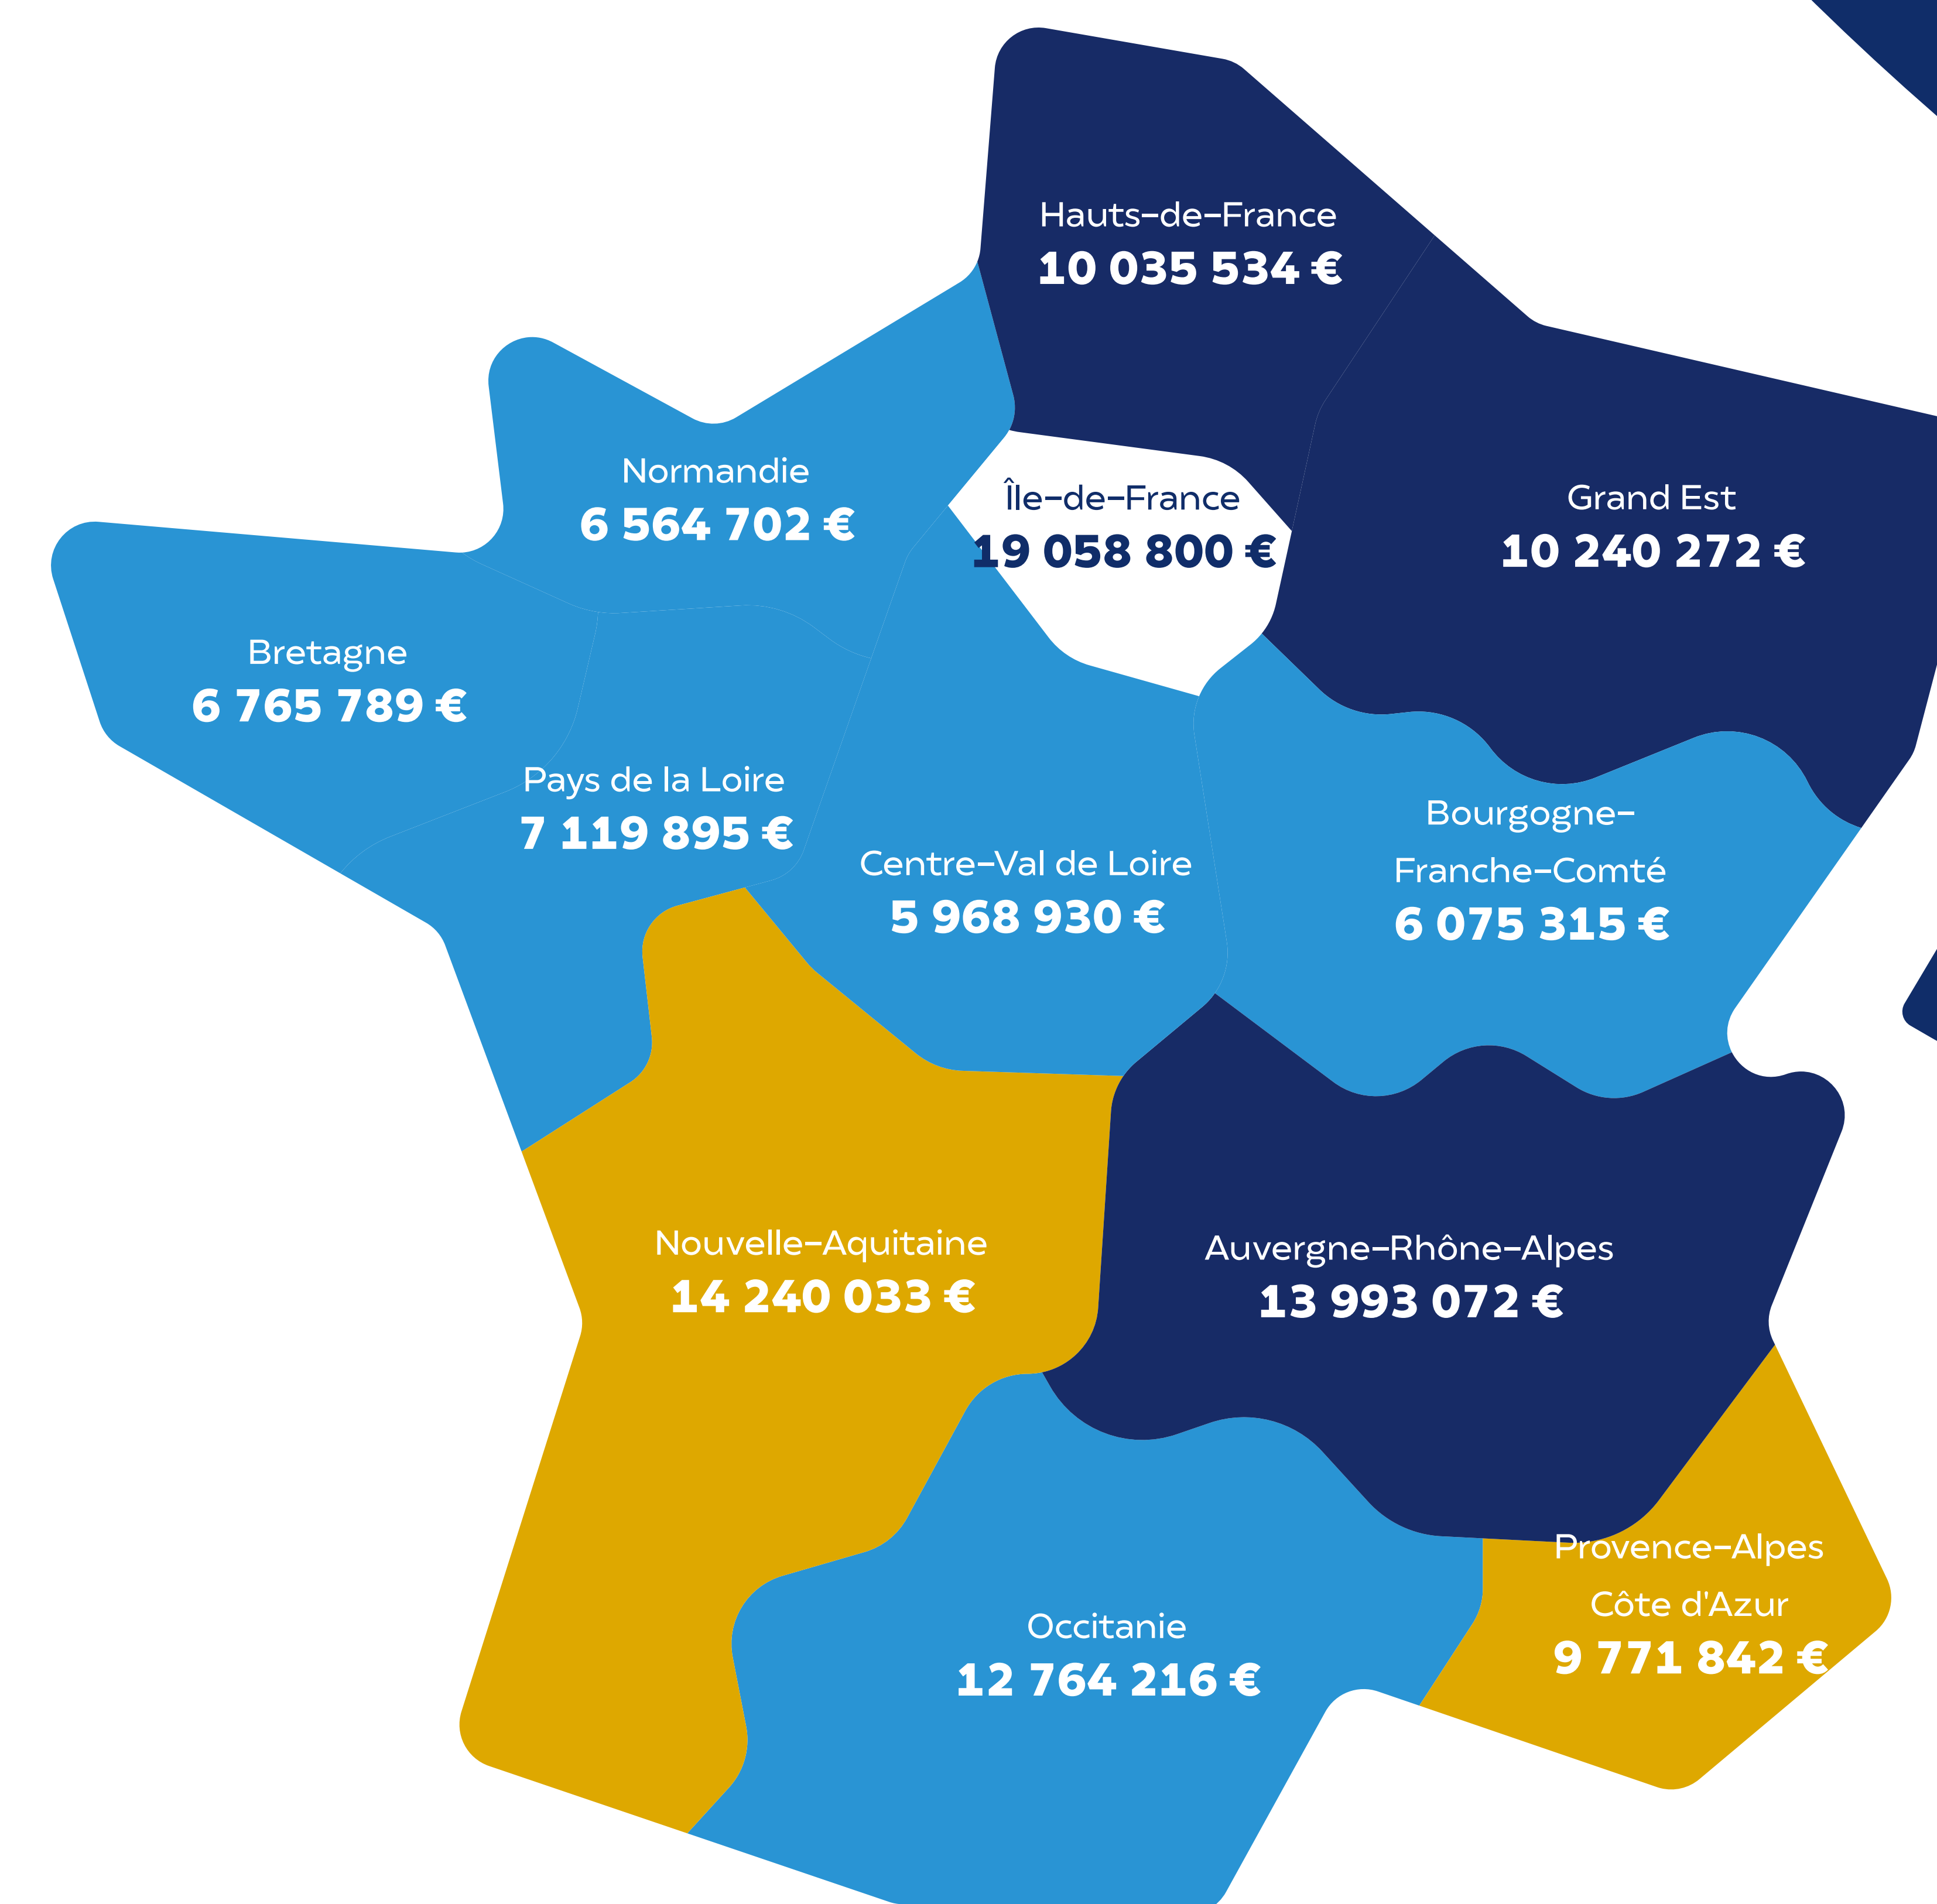 Hauts-de-France
10 035 534 €
Normandie
6 564 702 €
Île-de-France
19 058 800 €
Grand Est
10 240 272 €
Bretagne
6 765 789 €
Pays de la Loire
7 119 895 €
Centre-Val de Loire
5 968 930 €
Bourgogne-
Franche-Comté
6 075 315 €
Nouvelle-Aquitaine
14 240 033 €
Auvergne-Rhône-Alpes
13 993 072 €
Provence-Alpes
Côte d'Azur
9 771 842 €
Occitanie
12 764 216 €